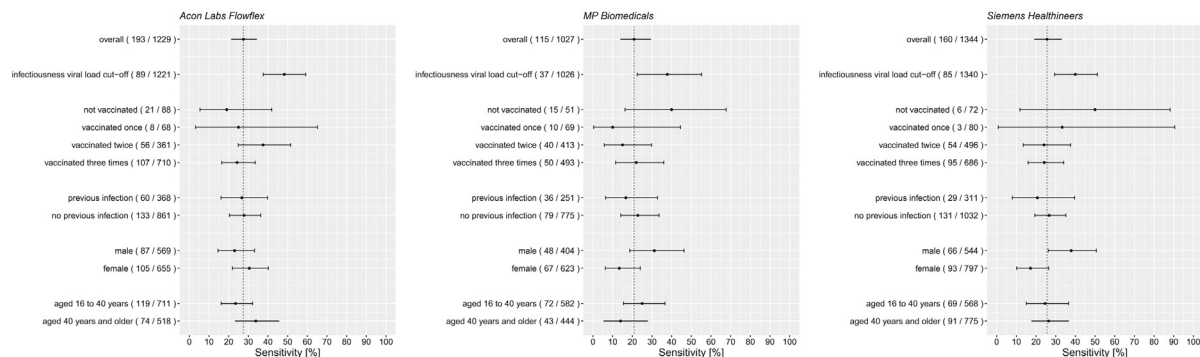 Acon Labs Flowflex
overall ( 193 / 1229 )
infectiousness viral load cut-off ( 89 / 1221 )
not vaccinated ( 21 / 88 )
vaccinated once ( 8 / 68 )
vaccinated twice ( 56 / 361 )
vaccinated three times ( 107 / 710 )
previous infection ( 60 / 368 )
no previous infection ( 133 / 861 )
male ( 87 / 569 )
female ( 105 / 655 )
aged 16 to 40 years ( 119 / 711 )
aged 40 years and older ( 74 / 518 )
0 10 20 30 40 50 60 70 80 90 100
Sensitivity [%]
MP Biomedicals
overall ( 115 / 1027 )
infectiousness viral load cut-off ( 37 / 1026 )
not vaccinated ( 15 / 51 )
vaccinated once ( 10 / 69 )
vaccinated twice ( 40 / 413 )
vaccinated three times ( 50 / 493 )
previous infection ( 36 / 251 )
no previous infection ( 79 / 775 )
male ( 48 / 404 )
female ( 67 / 623 )
aged 16 to 40 years ( 72 / 582 )
aged 40 years and older ( 43 / 444 )
0 10 20 30 40 50 60 70 80 90 100
Sensitivity [%]
Siemens Healthineers
overall ( 160 / 1344 )
infectiousness viral load cut-off ( 85 / 1340 )
not vaccinated ( 6 / 72 )
vaccinated once ( 3 / 80 )
vaccinated twice ( 54 / 496 )
vaccinated three times ( 95 / 686 )
previous infection ( 29 / 311 )
no previous infection ( 131 / 1032 )
male ( 66 / 544 )
female ( 93 / 797 )
aged 16 to 40 years ( 69 / 568 )
aged 40 years and older ( 91 / 775 )
0 10 20 30 40 50 60 70 80 90 100
Sensitivity [%]